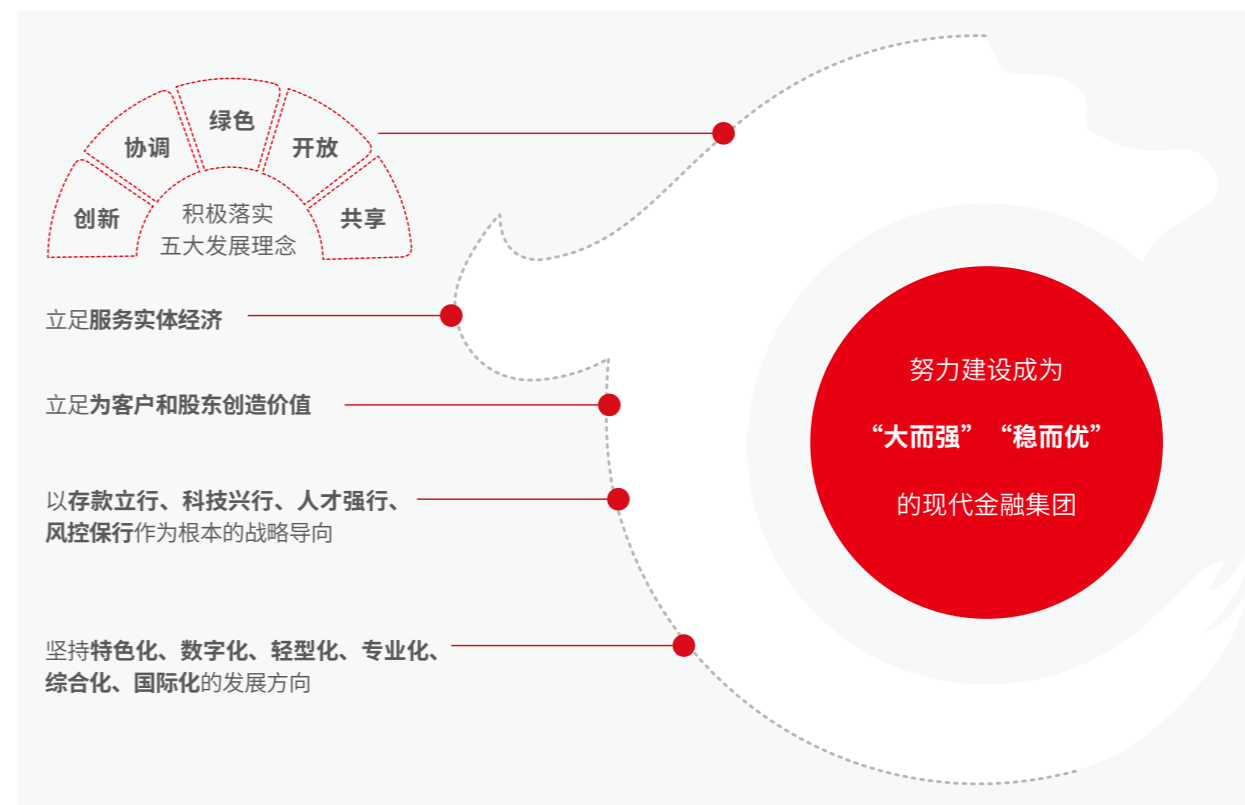 创新
协调
绿色
开放
共享
积极落实
五大发展理念
立足服务实体经济
立足为客户和股东创造价值
以存款立行、科技兴行、人才强行、
风控保行作为根本的战略导向
坚持特色化、数字化、轻型化、专业化、
综合化、国际化的发展方向
努力建设成为
“大而强” “稳而优”
的现代金融集团